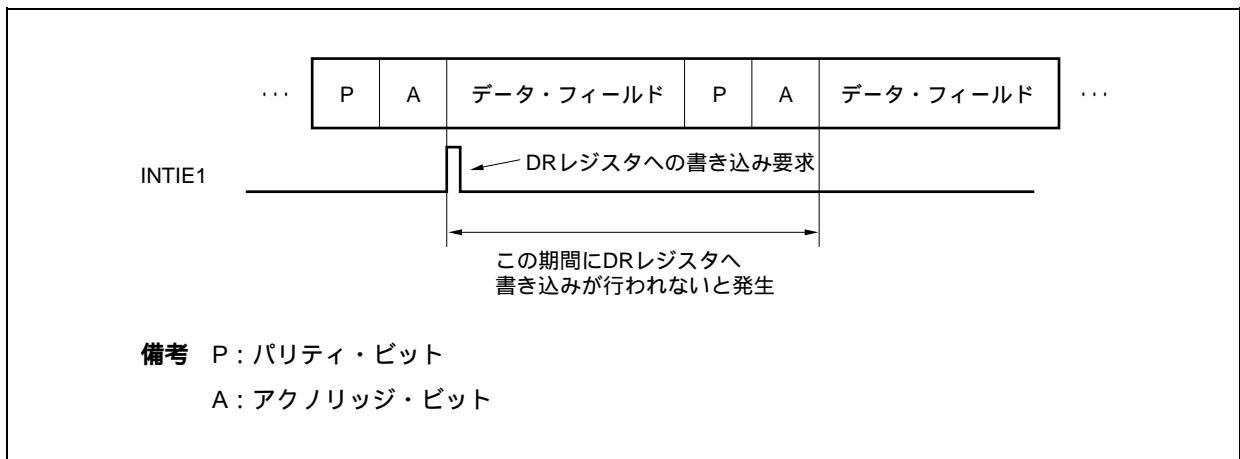 … P A データ・フィールド P A データ・フィールド …
INTIE1
DRレジスタへの書き込み要求
この期間にDRレジスタへ
書き込みが行われないと発生
備考 P：パリティ・ビット
A：アクノリッジ・ビット